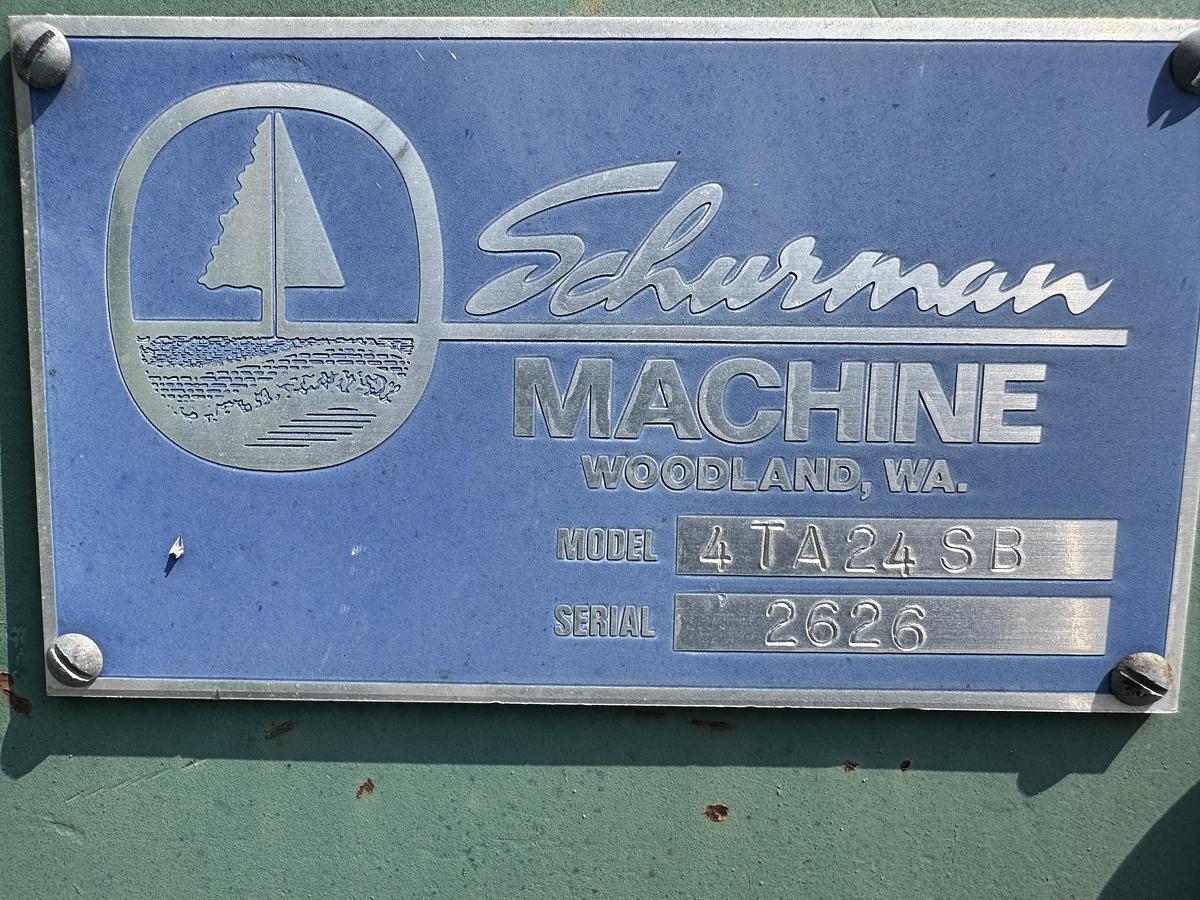 Schurman
MACHINE
WOODLAND, WA.
MODEL 4TA24SB
SERIAL 2626